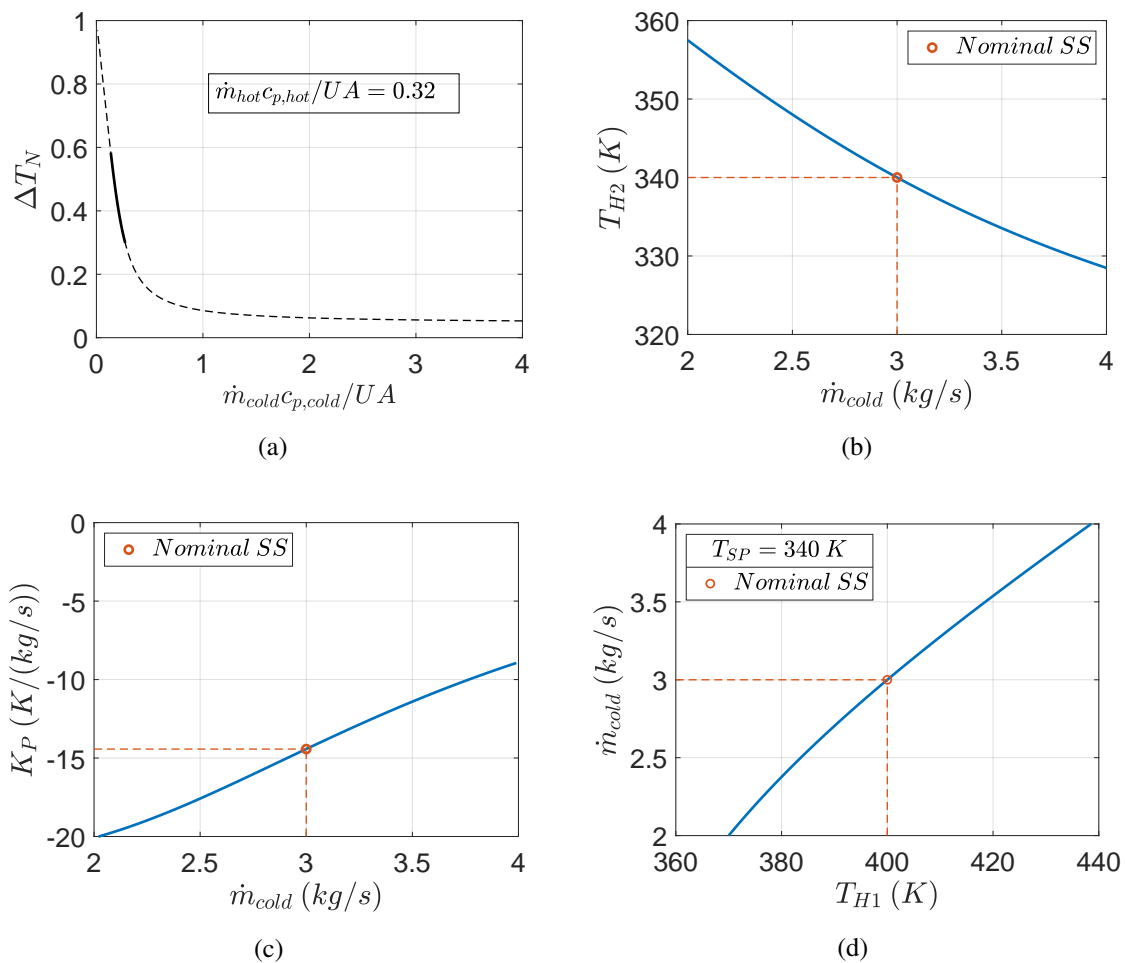 1
0.8
0.6
0.4
0.2
0
ΔT_N
ṁ_hot c_p,hot/UA = 0.32
0 1 2 3 4
ṁ_cold c_p,cold/UA
(a)
360
350
340
330
320
T_H2 (K)
Nominal SS
2 2.5 3 3.5 4
ṁ_cold (kg/s)
(b)
0
-5
-10
-15
-20
K_P (K/(kg/s))
Nominal SS
2 2.5 3 3.5 4
ṁ_cold (kg/s)
(c)
4
3.5
3
2.5
2
ṁ_cold (kg/s)
T_SP = 340 K
Nominal SS
360 380 400 420 440
T_H1 (K)
(d)